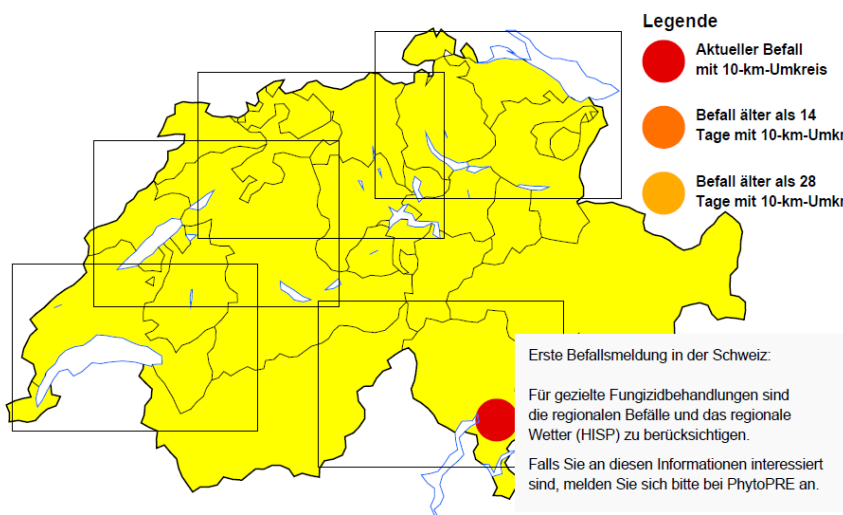 Legende
Aktueller Befall
mit 10-km-Umkreis
Befall älter als 14
Tage mit 10-km-Umkr
Befall älter als 28
Tage mit 10-km-Umkr
Erste Befallsmeldung in der Schweiz:
Für gezielte Fungizidbehandlungen sind
die regionalen Befälle und das regionale
Wetter (HISP) zu berücksichtigen.
Falls Sie an diesen Informationen interessiert
sind, melden Sie sich bitte bei PhytoPRE an.